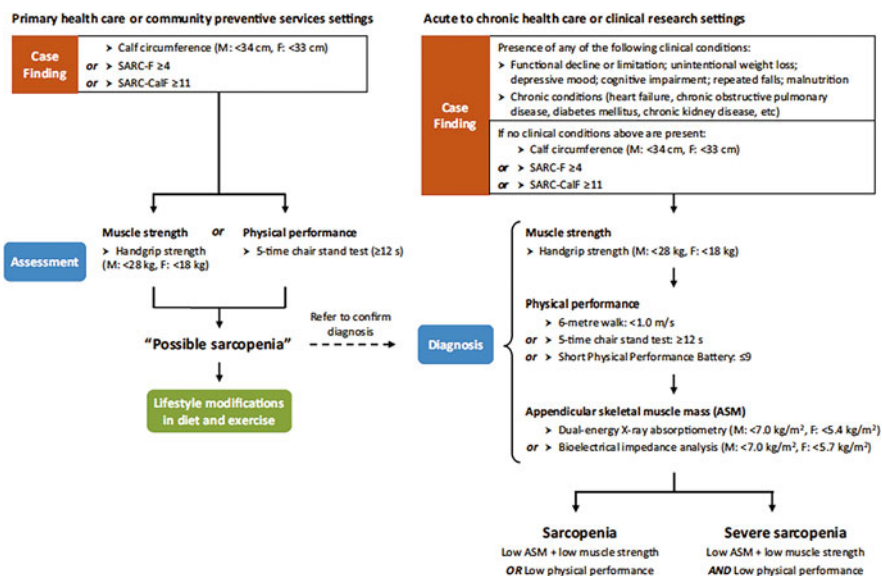 Primary health care or community preventive services settings
Case
Finding
➤ Calf circumference (M: <34 cm, F: <33 cm)
or ➤ SARC-F ≥4
or ➤ SARC-CalF ≥11
Assessment
Muscle strength
➤ Handgrip strength
(M: <28 kg, F: <18 kg)
or
Physical performance
➤ 5-time chair stand test (≥12 s)
"Possible sarcopenia"
Refer to confirm
diagnosis
Lifestyle modifications
in diet and exercise
Acute to chronic health care or clinical research settings
Case
Finding
Presence of any of the following clinical conditions:
➤ Functional decline or limitation; unintentional weight loss;
depressive mood; cognitive impairment; repeated falls; malnutrition
➤ Chronic conditions (heart failure, chronic obstructive pulmonary
disease, diabetes mellitus, chronic kidney disease, etc)
If no clinical conditions above are present:
➤ Calf circumference (M: <34 cm, F: <33 cm)
or ➤ SARC-F ≥4
or ➤ SARC-CalF ≥11
Diagnosis
Muscle strength
➤ Handgrip strength (M: <28 kg, F: <18 kg)
Physical performance
➤ 6-metre walk: <1.0 m/s
or ➤ 5-time chair stand test: ≥12 s
or ➤ Short Physical Performance Battery: ≤9
Appendicular skeletal muscle mass (ASM)
➤ Dual-energy X-ray absorptiometry (M: <7.0 kg/m², F: <5.4 kg/m²)
or ➤ Bioelectrical impedance analysis (M: <7.0 kg/m², F: <5.7 kg/m²)
Sarcopenia
Low ASM + low muscle strength
OR Low physical performance
Severe sarcopenia
Low ASM + low muscle strength
AND Low physical performance